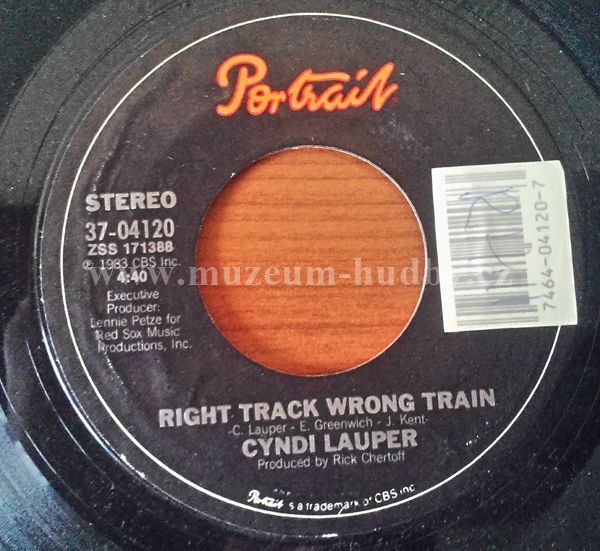 Portrait
STEREO
37-04120
ZSS 171388
℗ 1983 CBS Inc.
4:40
Executive
Producer:
Lennie Petze for
Red Sox Music
Productions, Inc.
7464-04120-7
www.muzeum-hudby.cz
RIGHT TRACK WRONG TRAIN
-C. Lauper - E. Greenwich - J. Kent-
CYNDI LAUPER
Produced by Rick Chertoff
Portrait is a trademark of CBS Inc